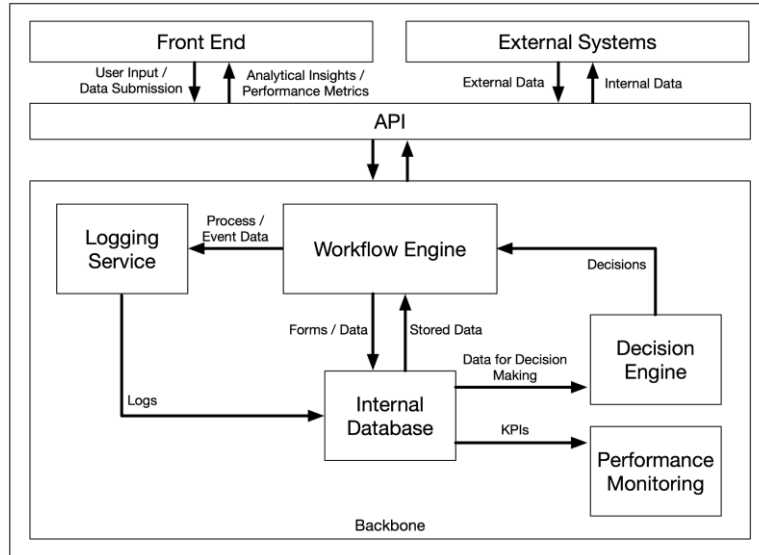 Front End
External Systems
User Input /
Data Submission
Analytical Insights /
Performance Metrics
External Data
Internal Data
API
Logging
Service
Process /
Event Data
Workflow Engine
Decisions
Forms / Data
Stored Data
Decision
Engine
Data for Decision
Making
Logs
Internal
Database
KPIs
Performance
Monitoring
Backbone